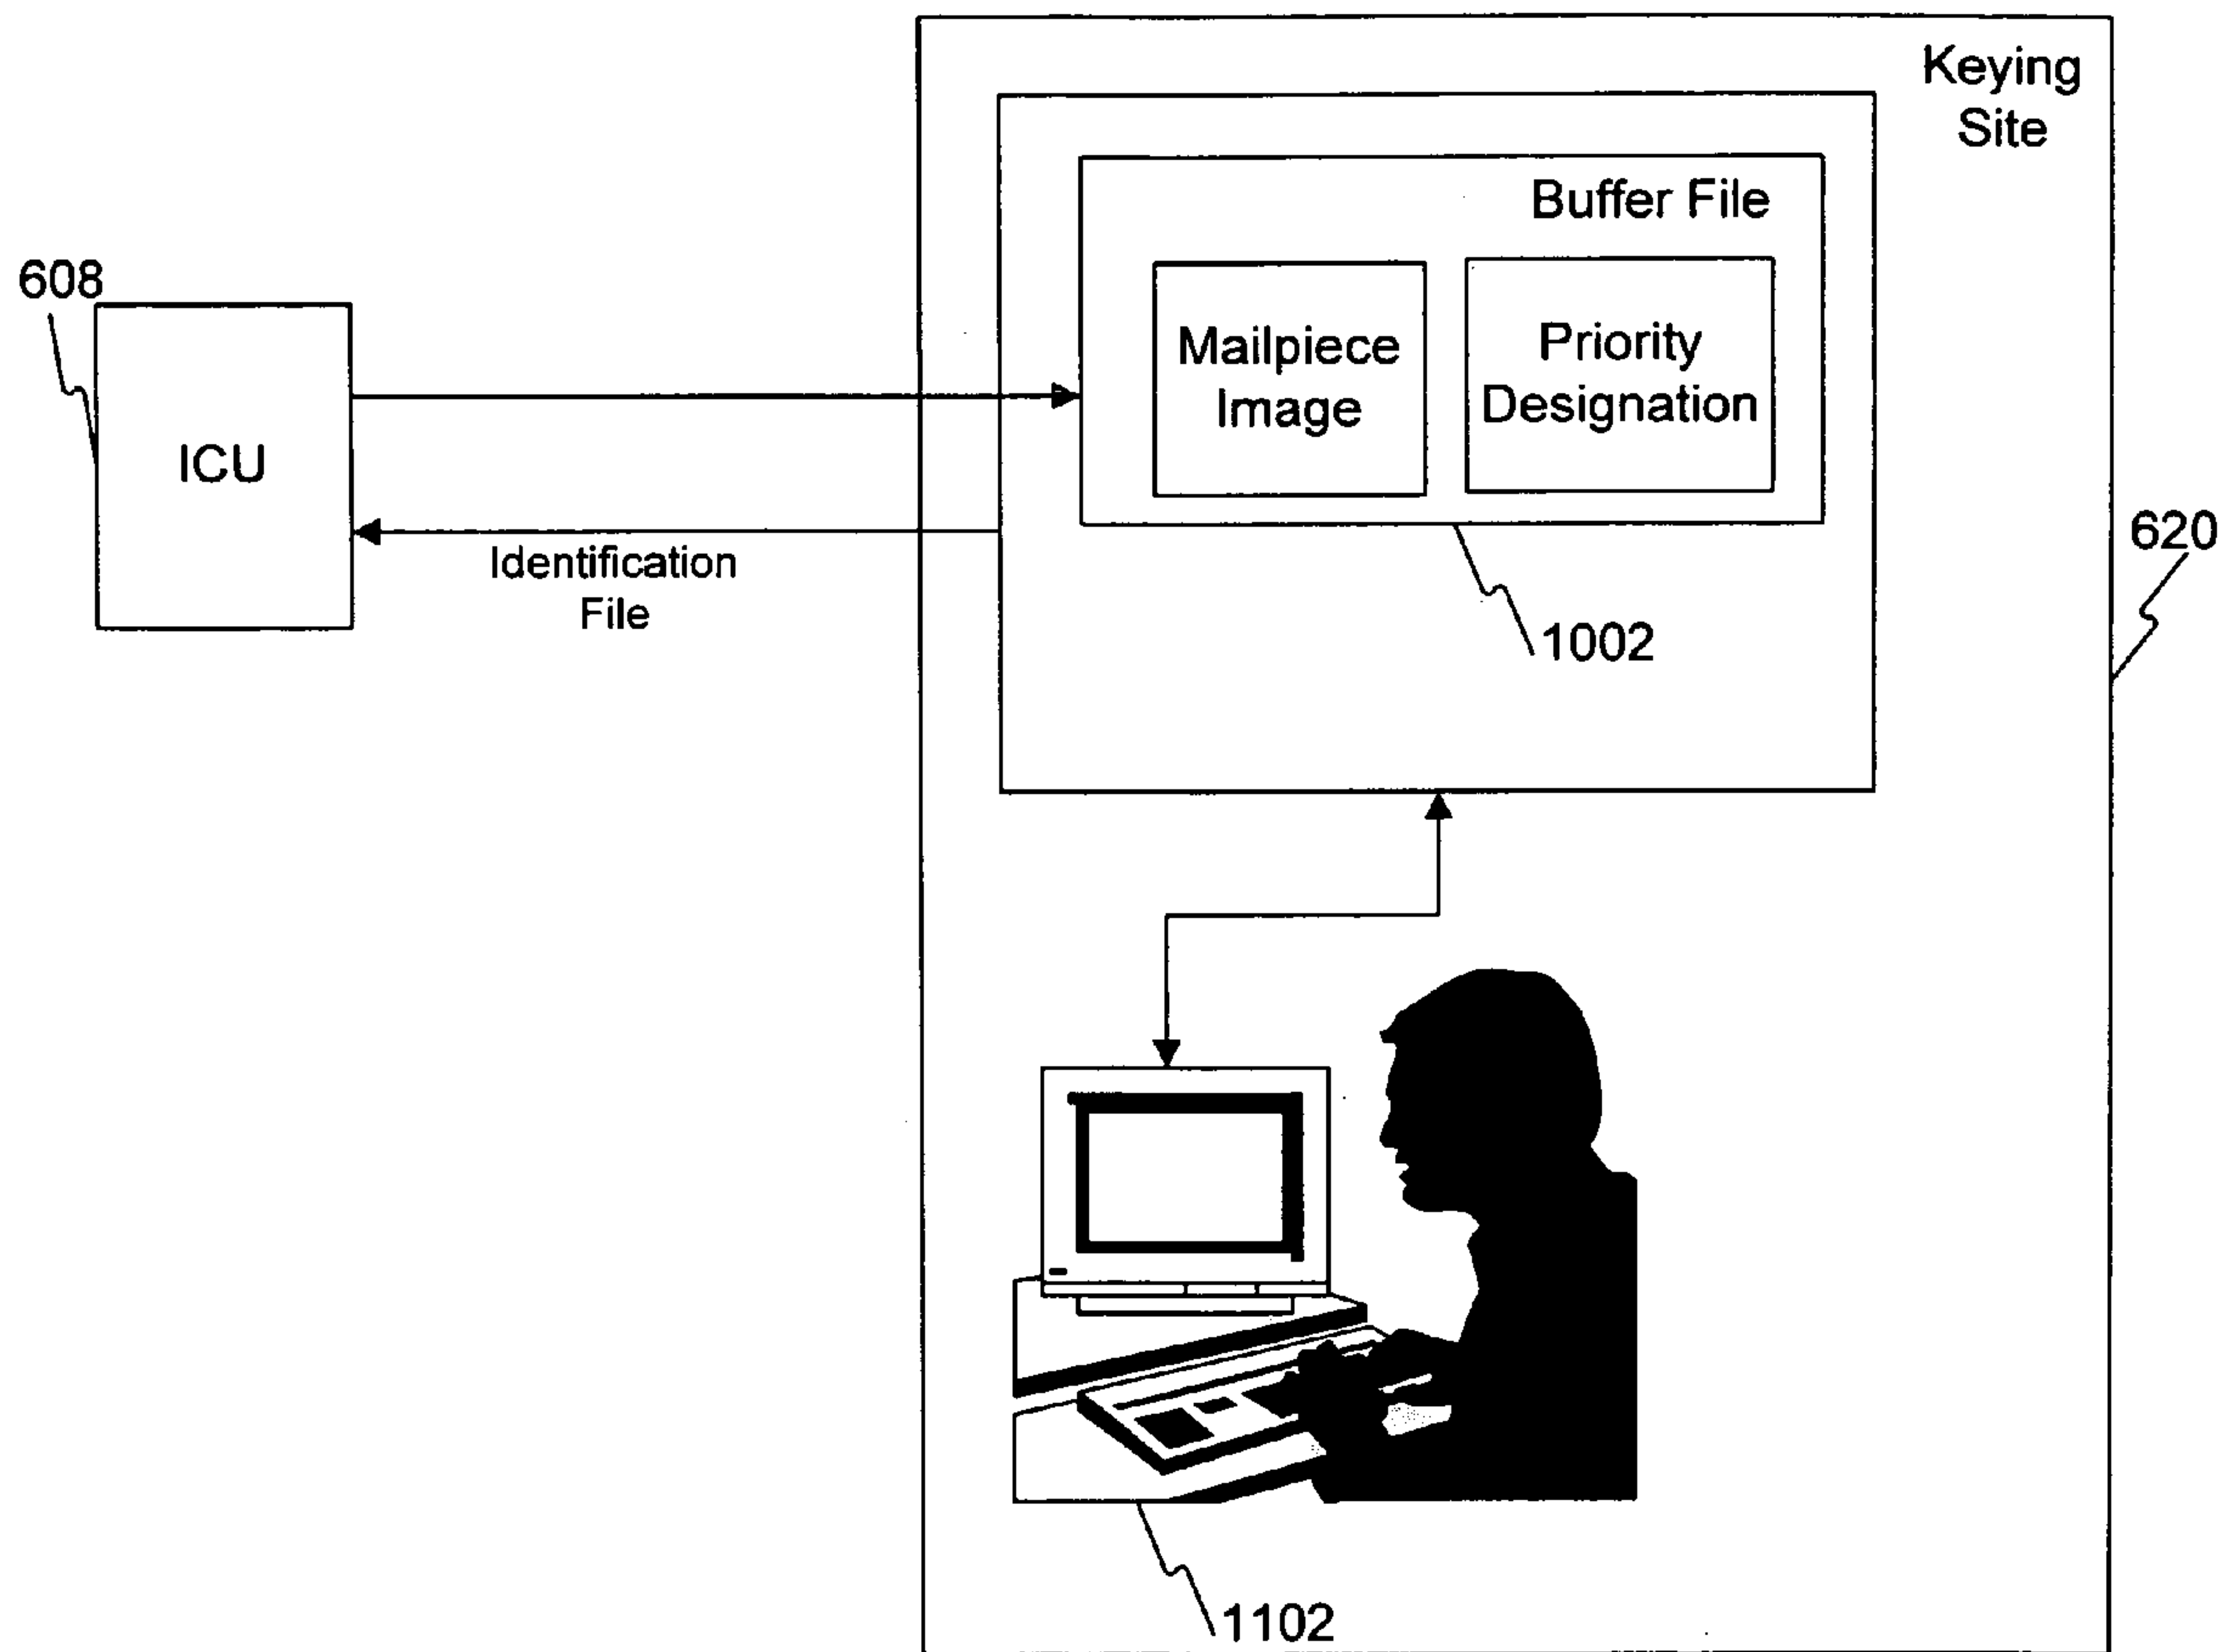 Keying
Site
Buffer File
608
Mailpiece
Image
Priority
Designation
ICU
620
Identification
File
1002
1102